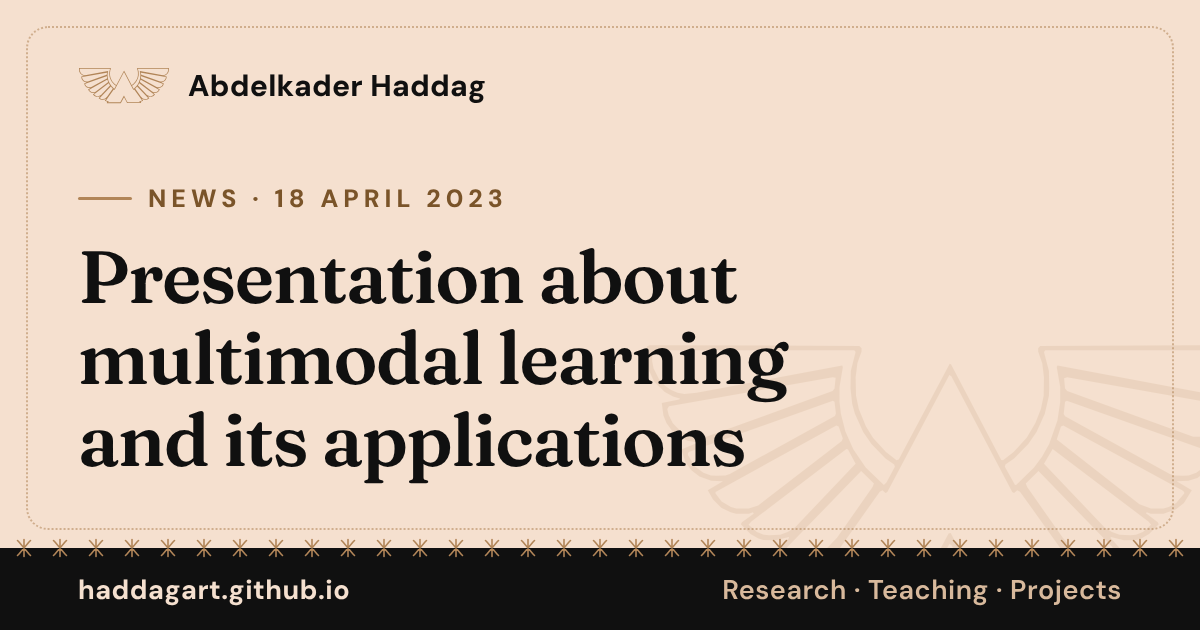 Abdelkader Haddag
NEWS · 18 APRIL 2023
Presentation about
multimodal learning
and its applications
haddagart.github.io
Research · Teaching · Projects